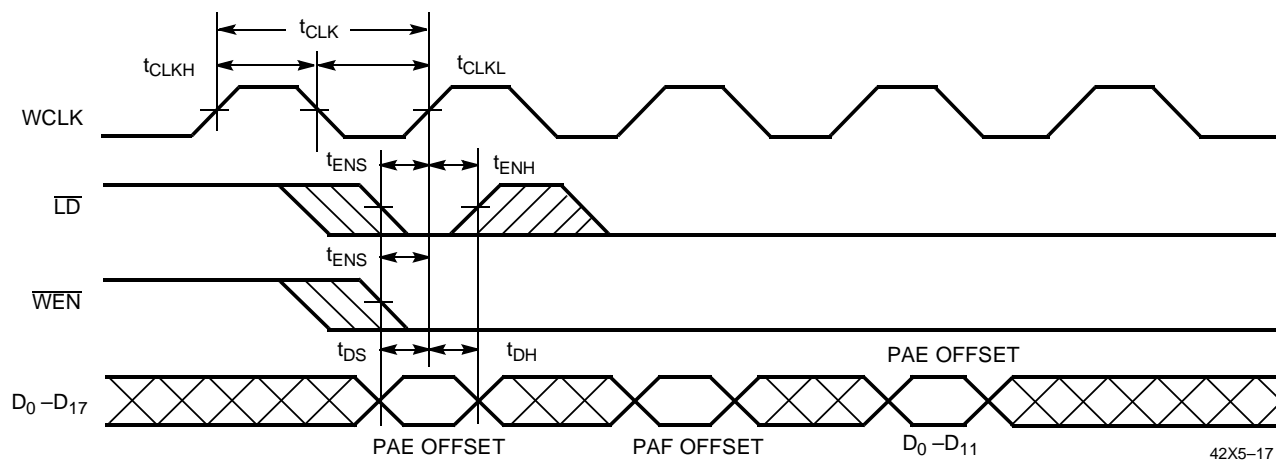 tCLK
tCLKH
tCLKL
WCLK
tENS
tENH
LD
tENS
WEN
tDS
tDH
PAE OFFSET
D0 –D17
PAE OFFSET
PAF OFFSET
D0 –D11
42X5–17